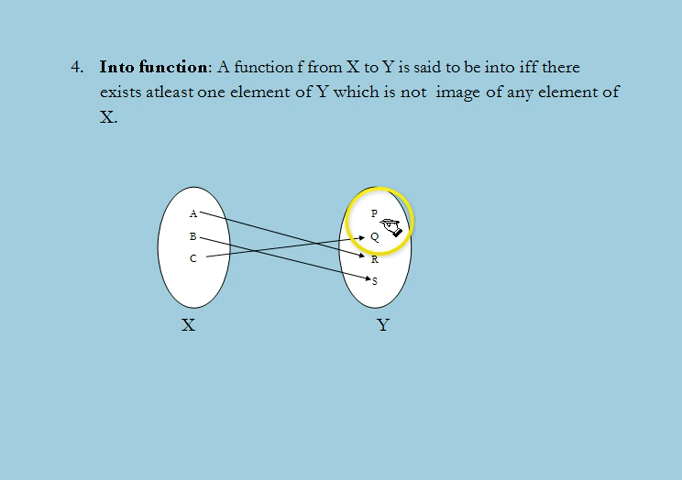 4. Into function: A function f from X to Y is said to be into iff there
exists atleast one element of Y which is not image of any element of
X.
A P
B Q
C R
S
X Y